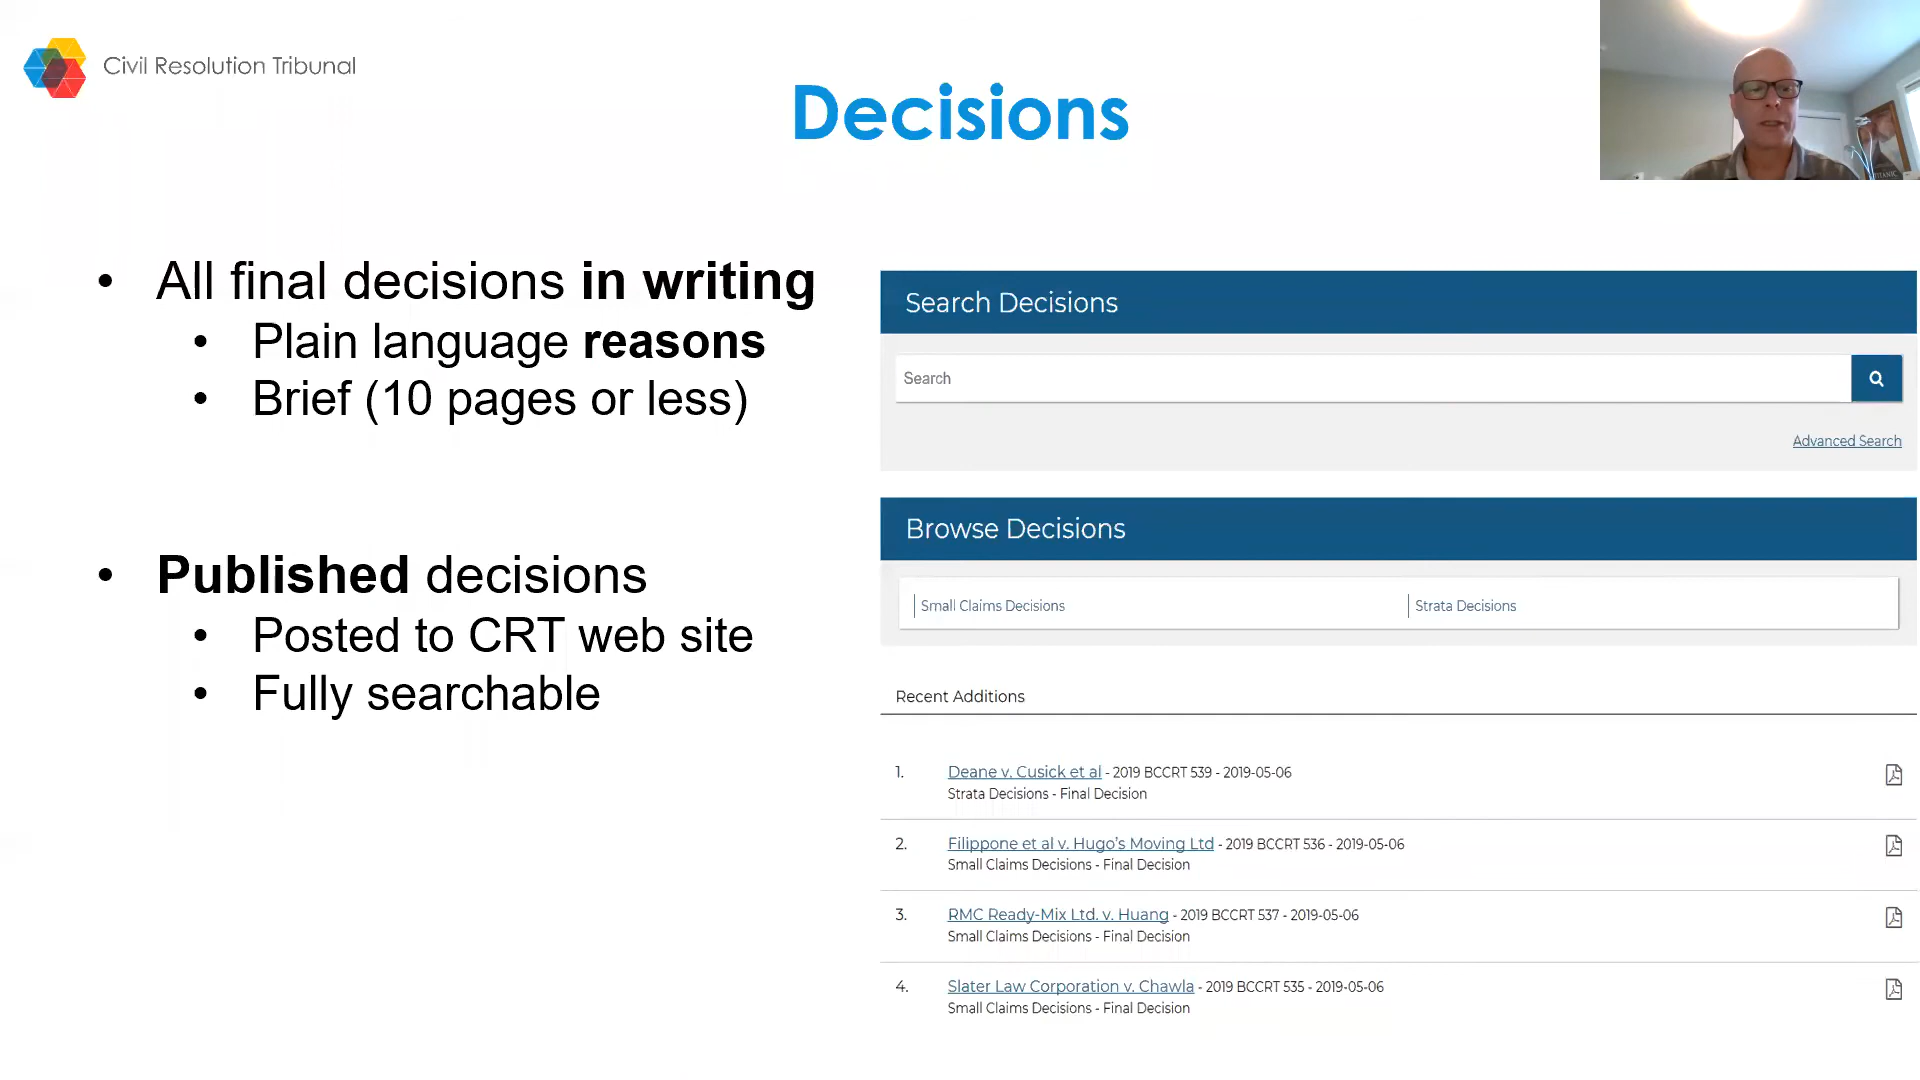 Civil Resolution Tribunal
Decisions
TITANIC
• All final decisions in writing
• Plain language reasons
• Brief (10 pages or less)
• Published decisions
• Posted to CRT web site
• Fully searchable
Search Decisions
Search
Advanced Search
Browse Decisions
Small Claims Decisions
Strata Decisions
Recent Additions
1. Deane v. Cusick et al - 2019 BCCRT 539 - 2019-05-06
Strata Decisions - Final Decision
2. Filippone et al v. Hugo's Moving Ltd - 2019 BCCRT 536 - 2019-05-06
Small Claims Decisions - Final Decision
3. RMC Ready-Mix Ltd. v. Huang - 2019 BCCRT 537 - 2019-05-06
Small Claims Decisions - Final Decision
4. Slater Law Corporation v. Chawla - 2019 BCCRT 535 - 2019-05-06
Small Claims Decisions - Final Decision